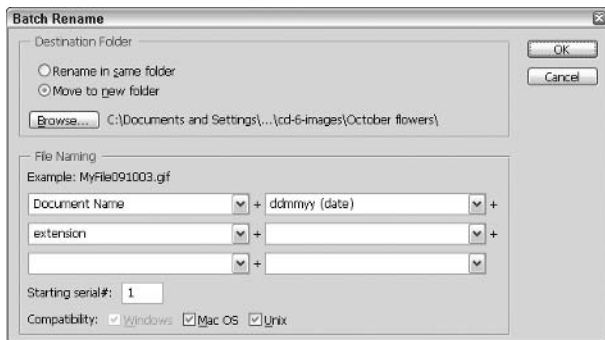 Batch Rename
Destination Folder
OK
Rename in same folder
Cancel
Move to new folder
Browse... C:\Documents and Settings\...\cd-6-images\October flowers\
File Naming
Example: MyFile091003.gif
Document Name + ddmmyy (date) +
extension + +
+
Starting serial#: 1
Compatibility: Windows Mac OS Unix